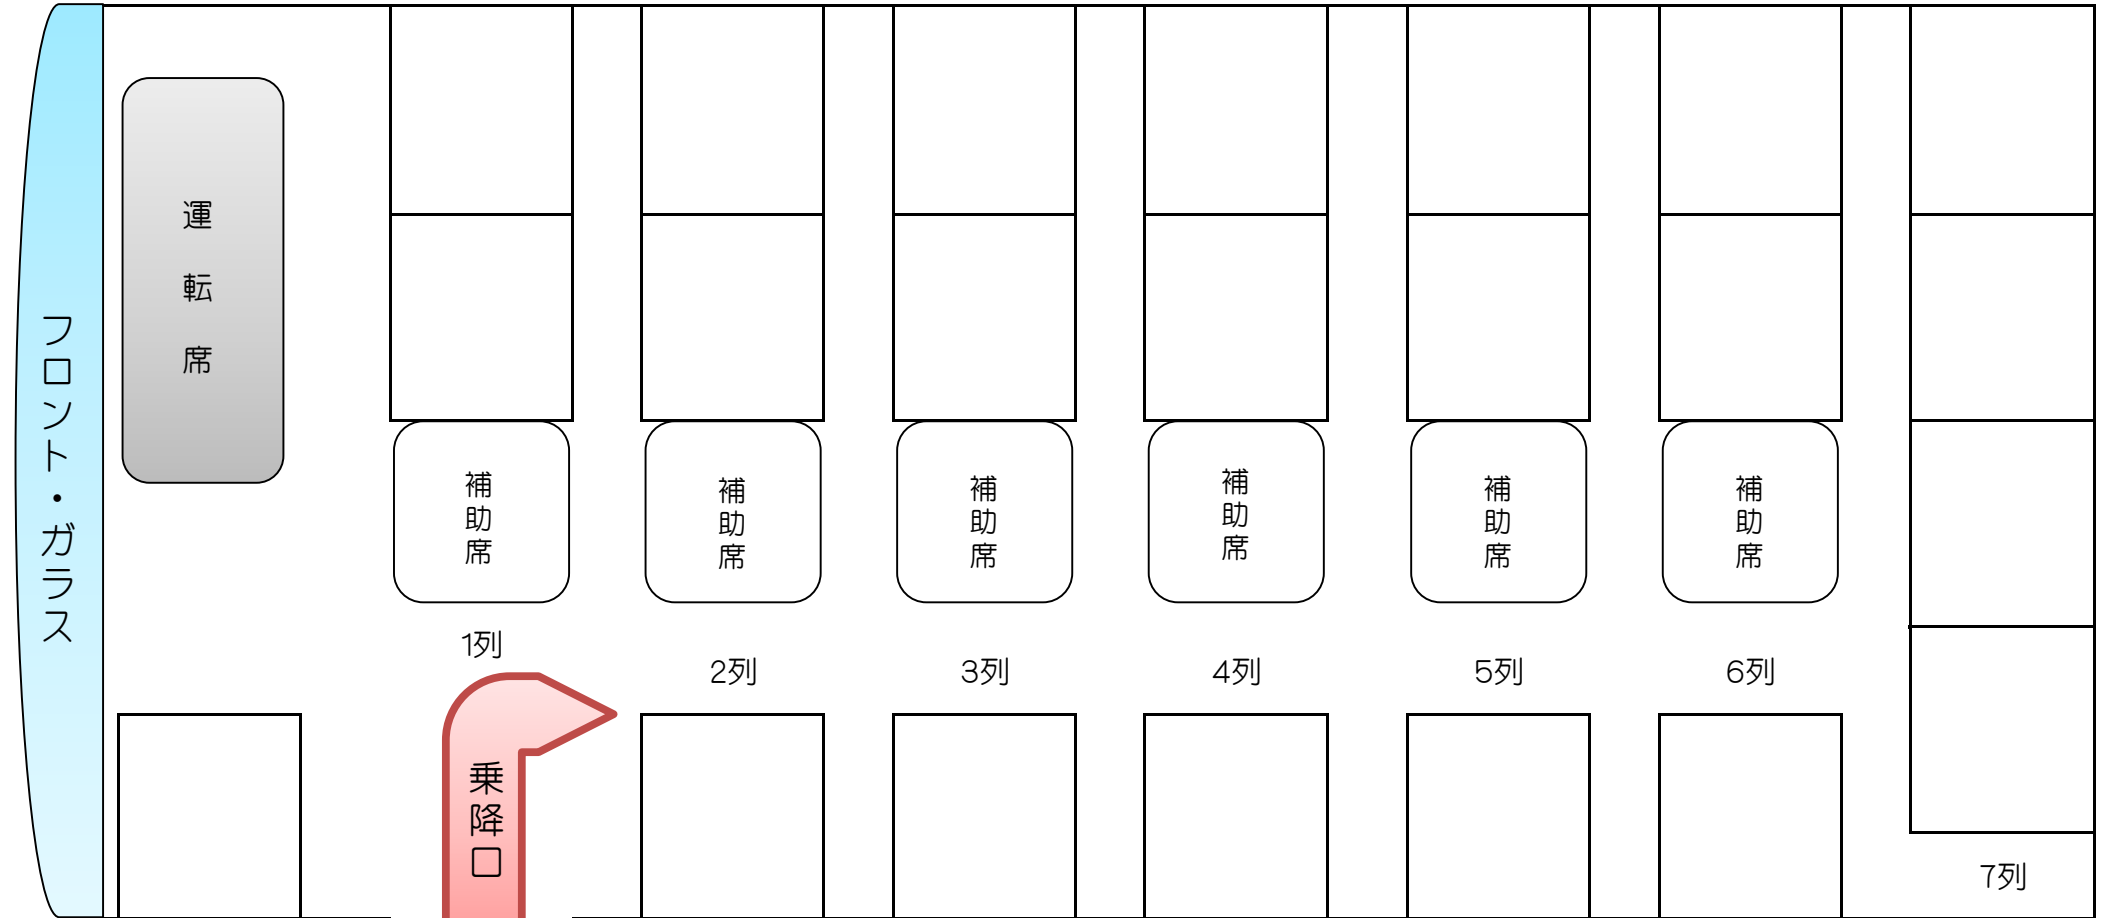 フロント・ガラス
運転席
補助席
補助席
補助席
補助席
補助席
補助席
1列
2列
3列
4列
5列
6列
乗降口
7列